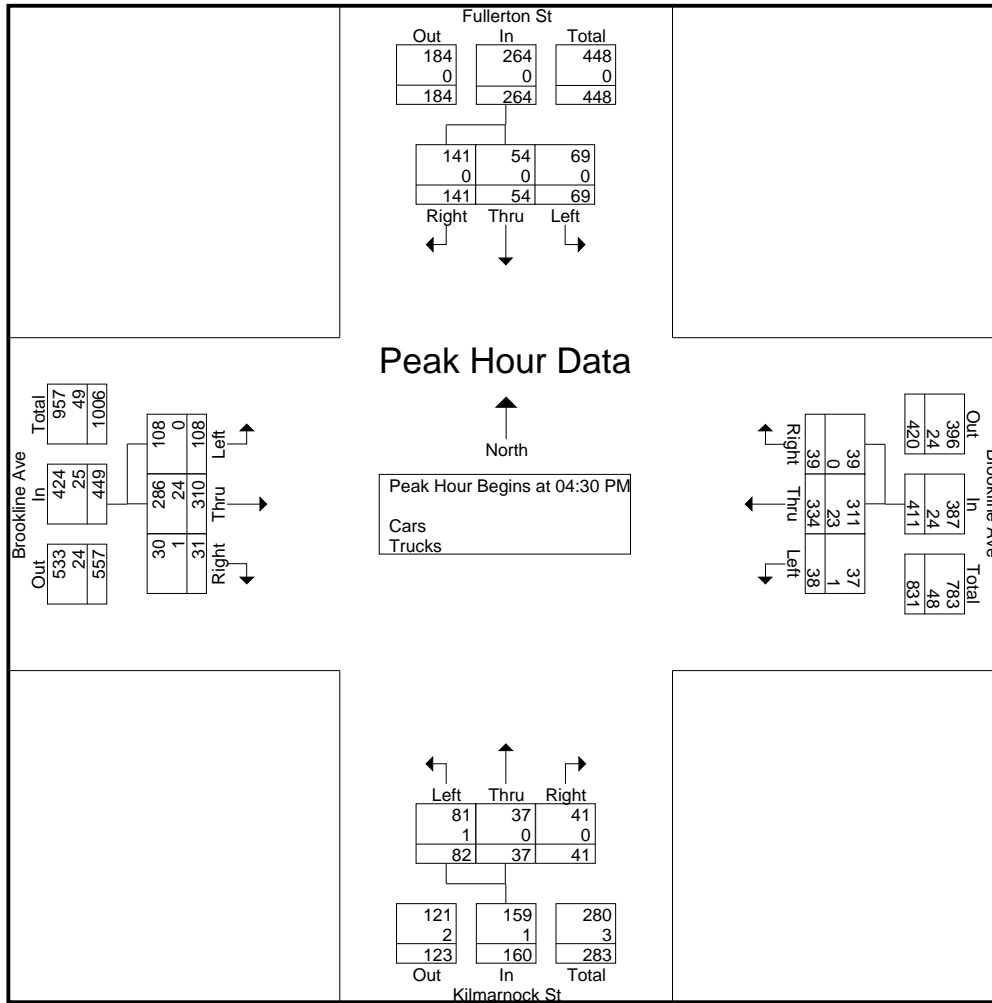 Fullerton St
Out In Total
184 264 448
0 0 0
184 264 448
141 54 69
0 0 0
141 54 69
Right Thru Left
Peak Hour Data
North
Peak Hour Begins at 04:30 PM
Cars
Trucks
Brookline Ave
Total In Out
957 424 533
49 25 24
1006 449 557
108 286 30
0 24 1
108 310 31
Left Thru Right
Brookline Ave
Out In Total
396 387 783
24 24 48
420 411 831
39 311 37
0 23 1
39 334 38
Right Thru Left
Left Thru Right
81 37 41
1 0 0
82 37 41
121 159 280
2 1 3
123 160 283
Out In Total
Kilmarnock St